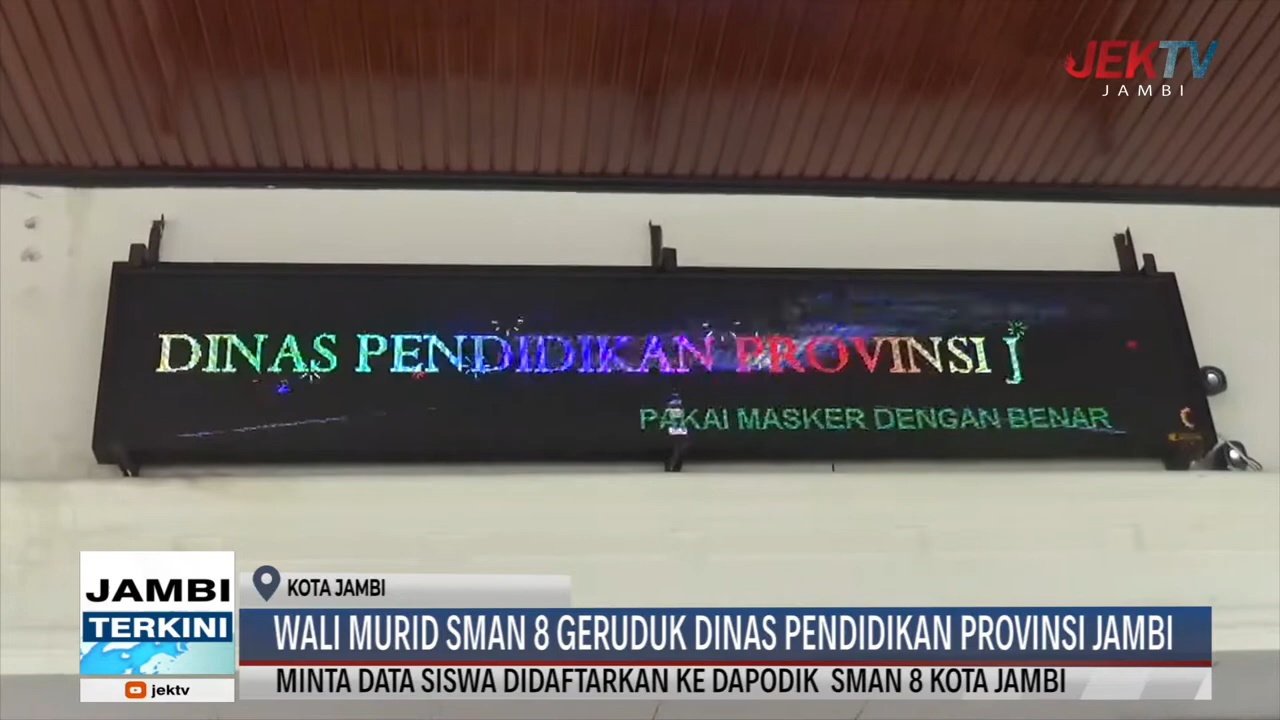 JEKTV
JAMBI
DINAS PENDIDIKAN PROVINSI J
PAKAI MASKER DENGAN BENAR
JAMBI
TERKINI
jektv
KOTA JAMBI
WALI MURID SMAN 8 GERUDUK DINAS PENDIDIKAN PROVINSI JAMBI
MINTA DATA SISWA DIDAFTARKAN KE DAPODIK SMAN 8 KOTA JAMBI